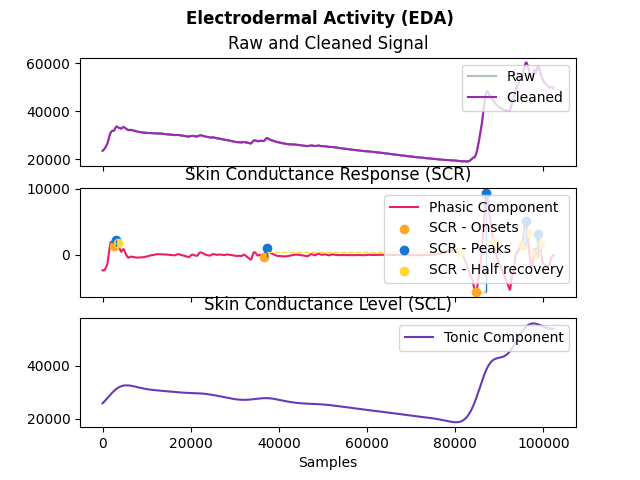 Electrodermal Activity (EDA)
Raw and Cleaned Signal
60000
40000
20000
Raw
Cleaned
Skin Conductance Response (SCR)
10000
0
Phasic Component
SCR - Onsets
SCR - Peaks
SCR - Half recovery
Skin Conductance Level (SCL)
40000
20000
Tonic Component
0 20000 40000 60000 80000 100000
Samples